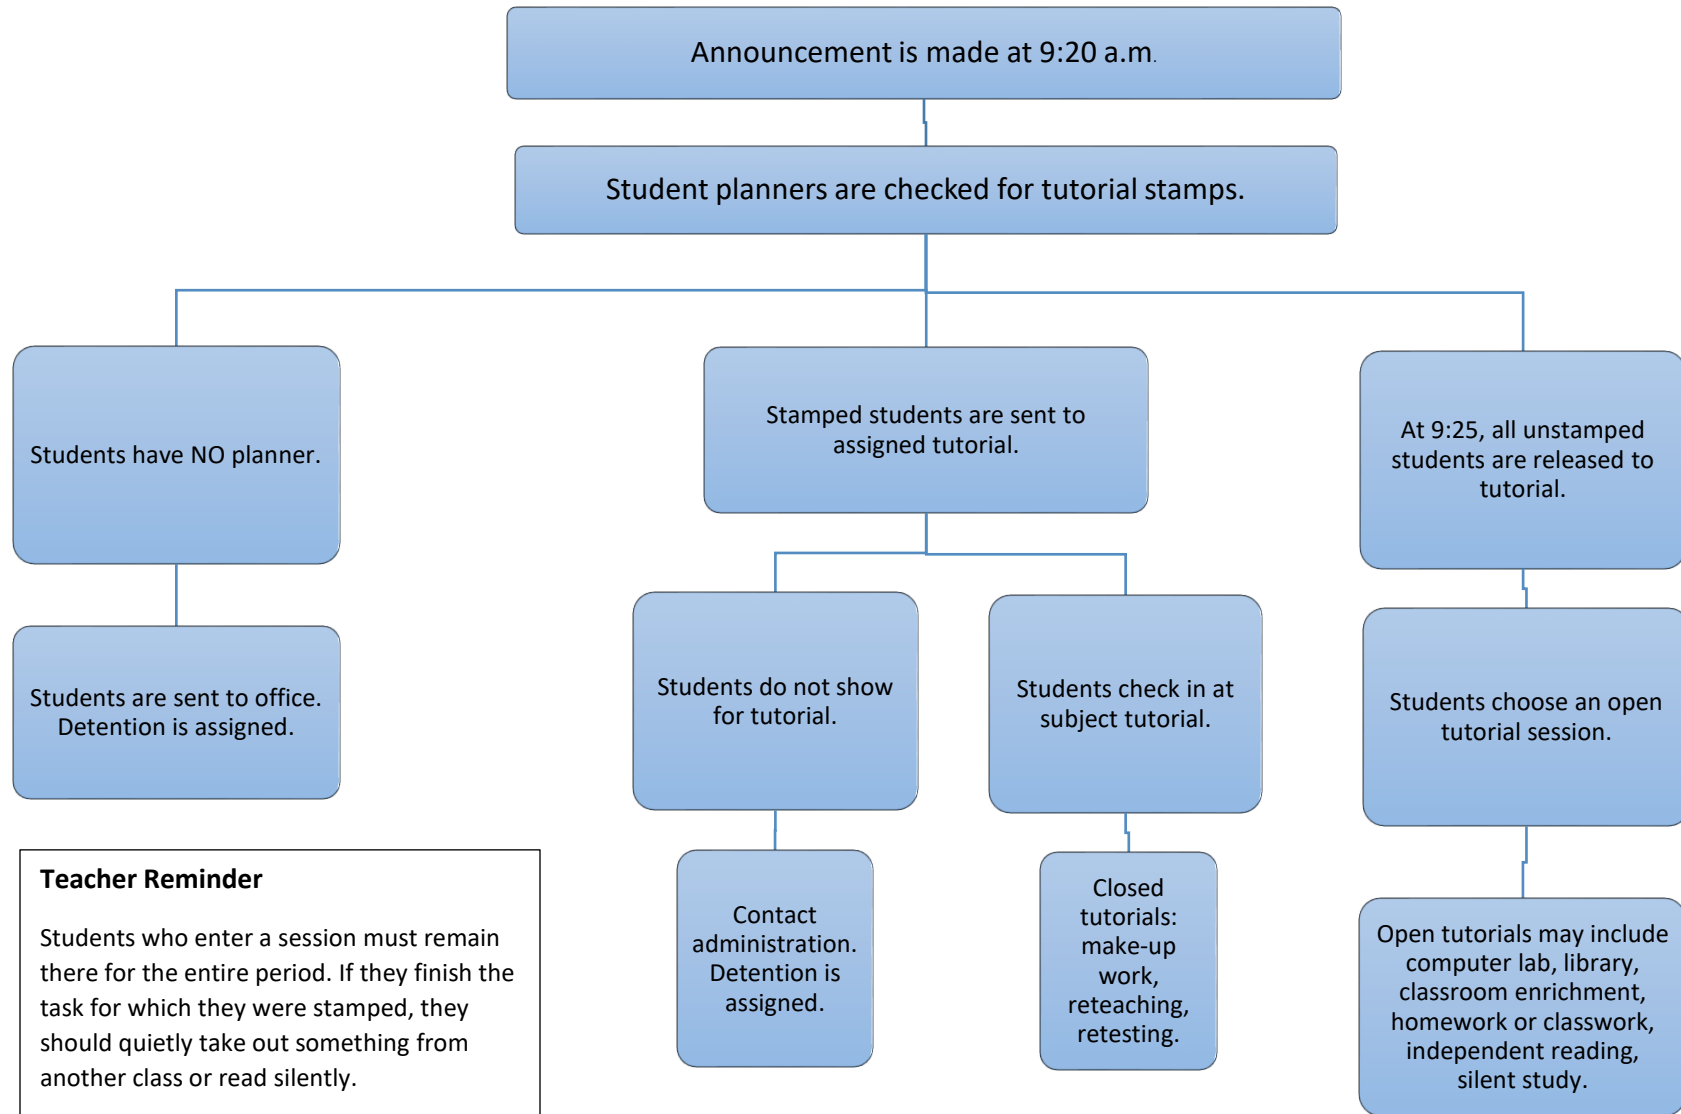 Announcement is made at 9:20 a.m.
Student planners are checked for tutorial stamps.
Students have NO planner.
Students are sent to office.
Detention is assigned.
Stamped students are sent to
assigned tutorial.
Students do not show
for tutorial.
Contact
administration.
Detention is
assigned.
Students check in at
subject tutorial.
Closed
tutorials:
make-up
work,
reteaching,
retesting.
At 9:25, all unstamped
students are released to
tutorial.
Students choose an open
tutorial session.
Open tutorials may include
computer lab, library,
classroom enrichment,
homework or classwork,
independent reading,
silent study.
Teacher Reminder
Students who enter a session must remain
there for the entire period. If they finish the
task for which they were stamped, they
should quietly take out something from
another class or read silently.